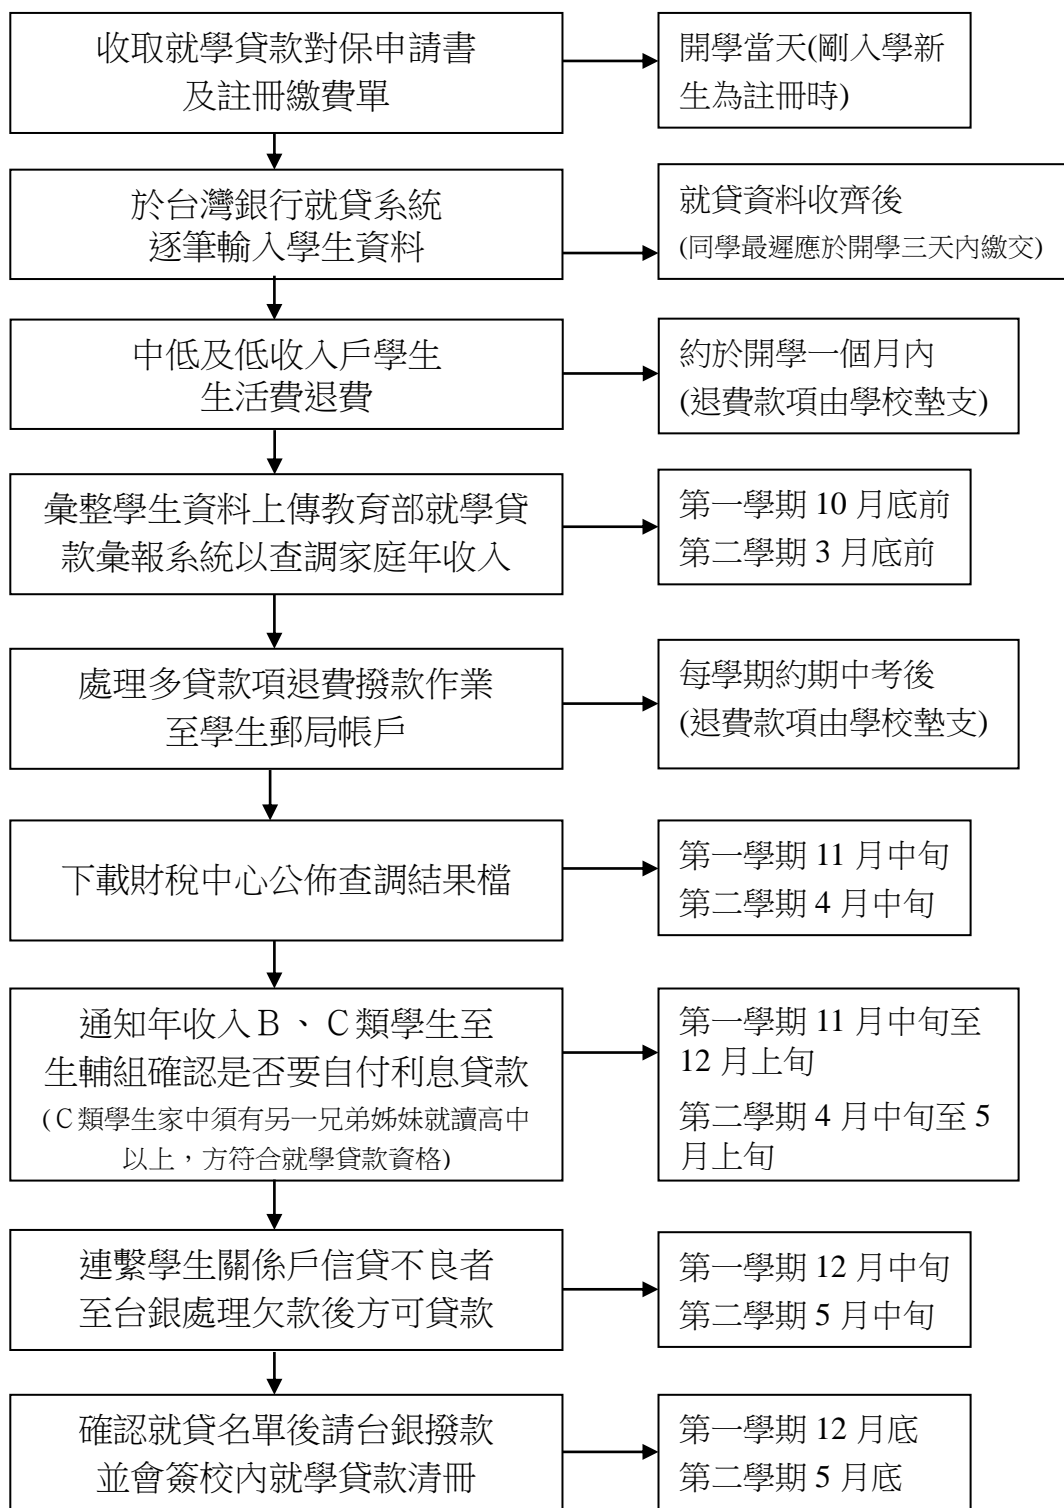 收取就學貸款對保申請書
及註冊繳費單
開學當天(剛入學新
生為註冊時)
於台灣銀行就貸系統
逐筆輸入學生資料
就貸資料收齊後
(同學最遲應於開學三天內繳交)
中低及低收入戶學生
生活費退費
約於開學一個月內
(退費款項由學校墊支)
彙整學生資料上傳教育部就學貸
款彙報系統以查調家庭年收入
第一學期 10 月底前
第二學期 3 月底前
處理多貸款項退費撥款作業
至學生郵局帳戶
每學期約期中考後
(退費款項由學校墊支)
下載財稅中心公佈查調結果檔
第一學期 11 月中旬
第二學期 4 月中旬
通知年收入Ｂ、Ｃ類學生至
生輔組確認是否要自付利息貸款
(Ｃ類學生家中須有另一兄弟姊妹就讀高中
以上，方符合就學貸款資格)
第一學期 11 月中旬至
12 月上旬
第二學期 4 月中旬至 5
月上旬
連繫學生關係戶信貸不良者
至台銀處理欠款後方可貸款
第一學期 12 月中旬
第二學期 5 月中旬
確認就貸名單後請台銀撥款
並會簽校內就學貸款清冊
第一學期 12 月底
第二學期 5 月底